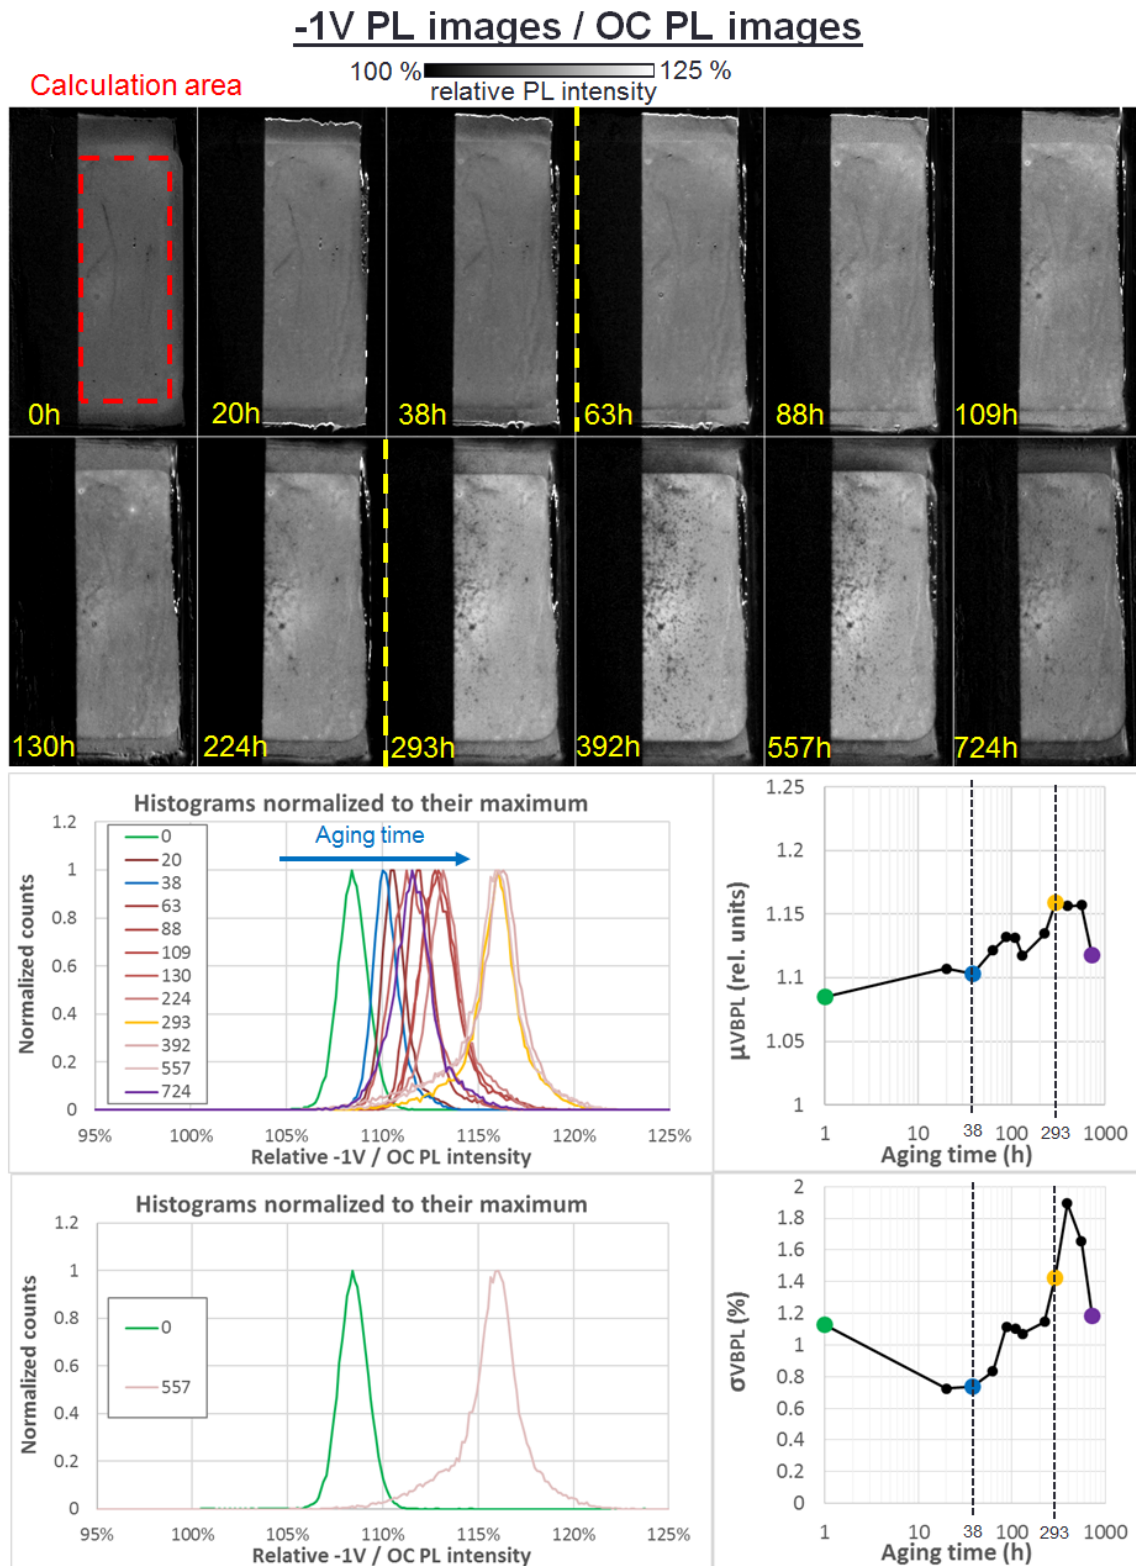 -1V PL images / OC PL images
Calculation area
100 % 125 %
relative PL intensity
0h 20h 38h 63h 88h 109h
130h 224h 293h 392h 557h 724h
Histograms normalized to their maximum
Normalized counts
1.2
1
0.8
0.6
0.4
0.2
0
0
20
38
63
88
109
130
224
293
392
557
724
Aging time
95% 100% 105% 110% 115% 120% 125%
Relative -1V / OC PL intensity
µVBPL (rel. units)
1.25
1.2
1.15
1.1
1.05
1
1 10 38 100 293 1000
Aging time (h)
Histograms normalized to their maximum
Normalized counts
1.2
1
0.8
0.6
0.4
0.2
0
0
557
95% 100% 105% 110% 115% 120% 125%
Relative -1V / OC PL intensity
σVBPL (%)
2
1.8
1.6
1.4
1.2
1
0.8
0.6
0.4
0.2
0
1 10 38 100 293 1000
Aging time (h)